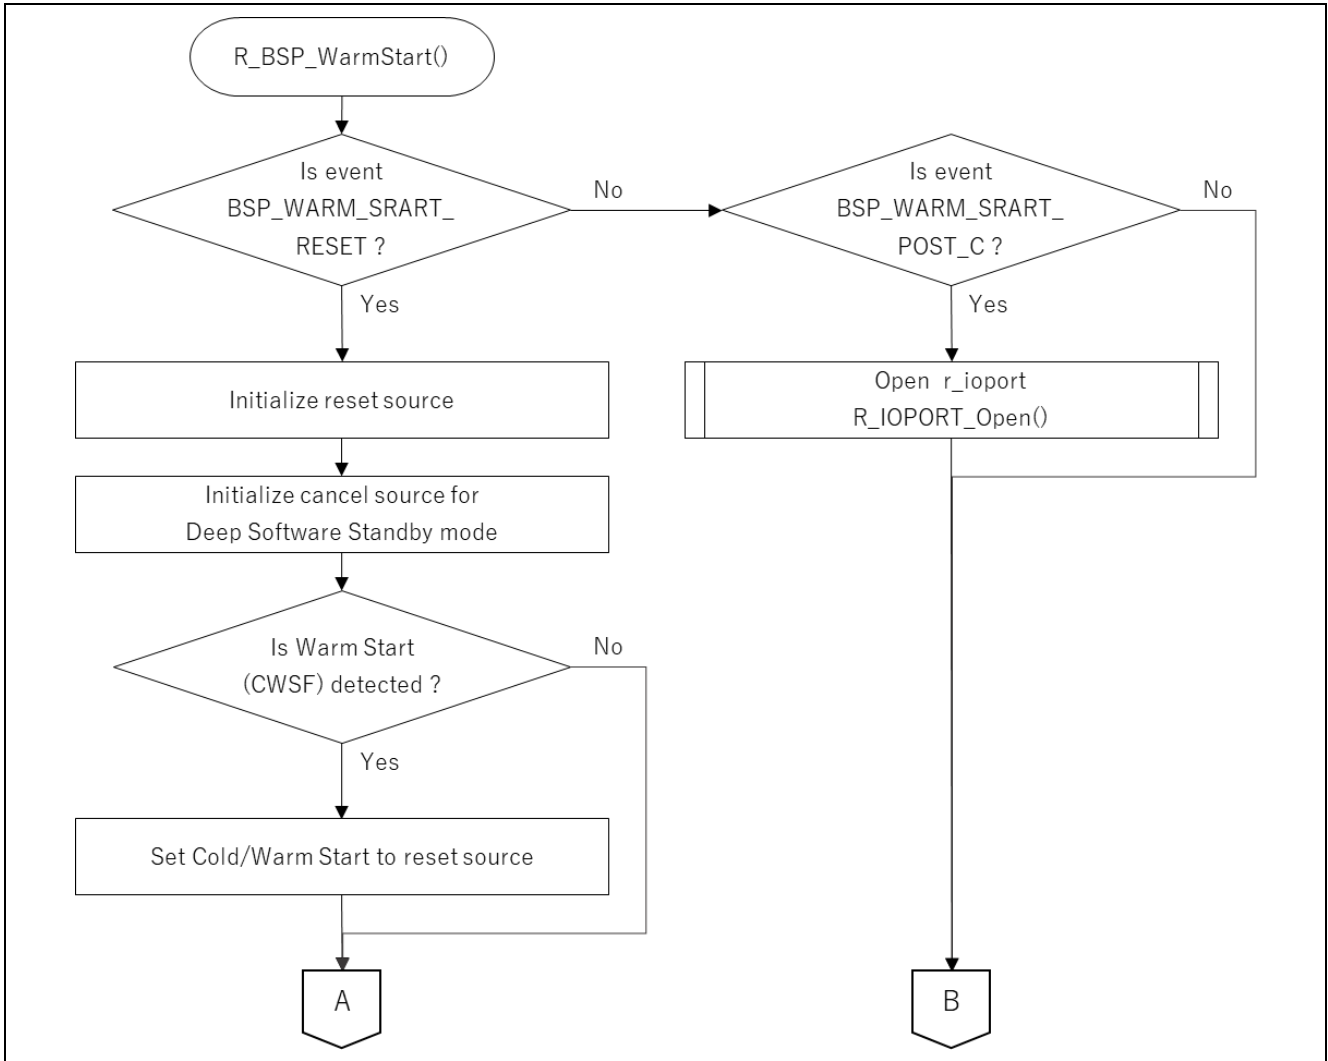 R_BSP_WarmStart()
Is event
BSP_WARM_SRART_
RESET ?
No
Yes
Is event
BSP_WARM_SRART_
POST_C ?
No
Yes
Initialize reset source
Open r_ioport
R_IOPORT_Open()
Initialize cancel source for
Deep Software Standby mode
Is Warm Start
(CWSF) detected ?
No
Yes
Set Cold/Warm Start to reset source
A
B